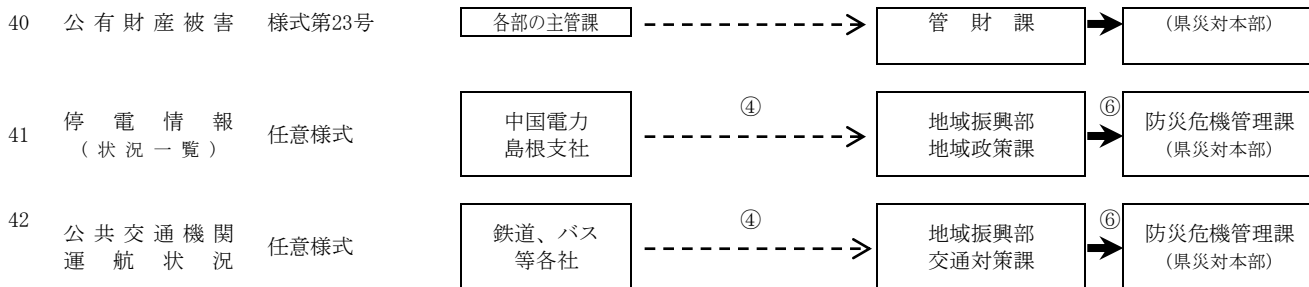 40 公有財産被害 様式第23号 各部の主管課 管財課 (県災対本部)
41 停電情報 (状況一覧) 任意様式 中国電力 島根支社 ④ 地域振興部 地域政策課 ⑥ 防災危機管理課 (県災対本部)
42 公共交通機関 運航状況 任意様式 鉄道、バス 等各社 ④ 地域振興部 交通対策課 ⑥ 防災危機管理課 (県災対本部)